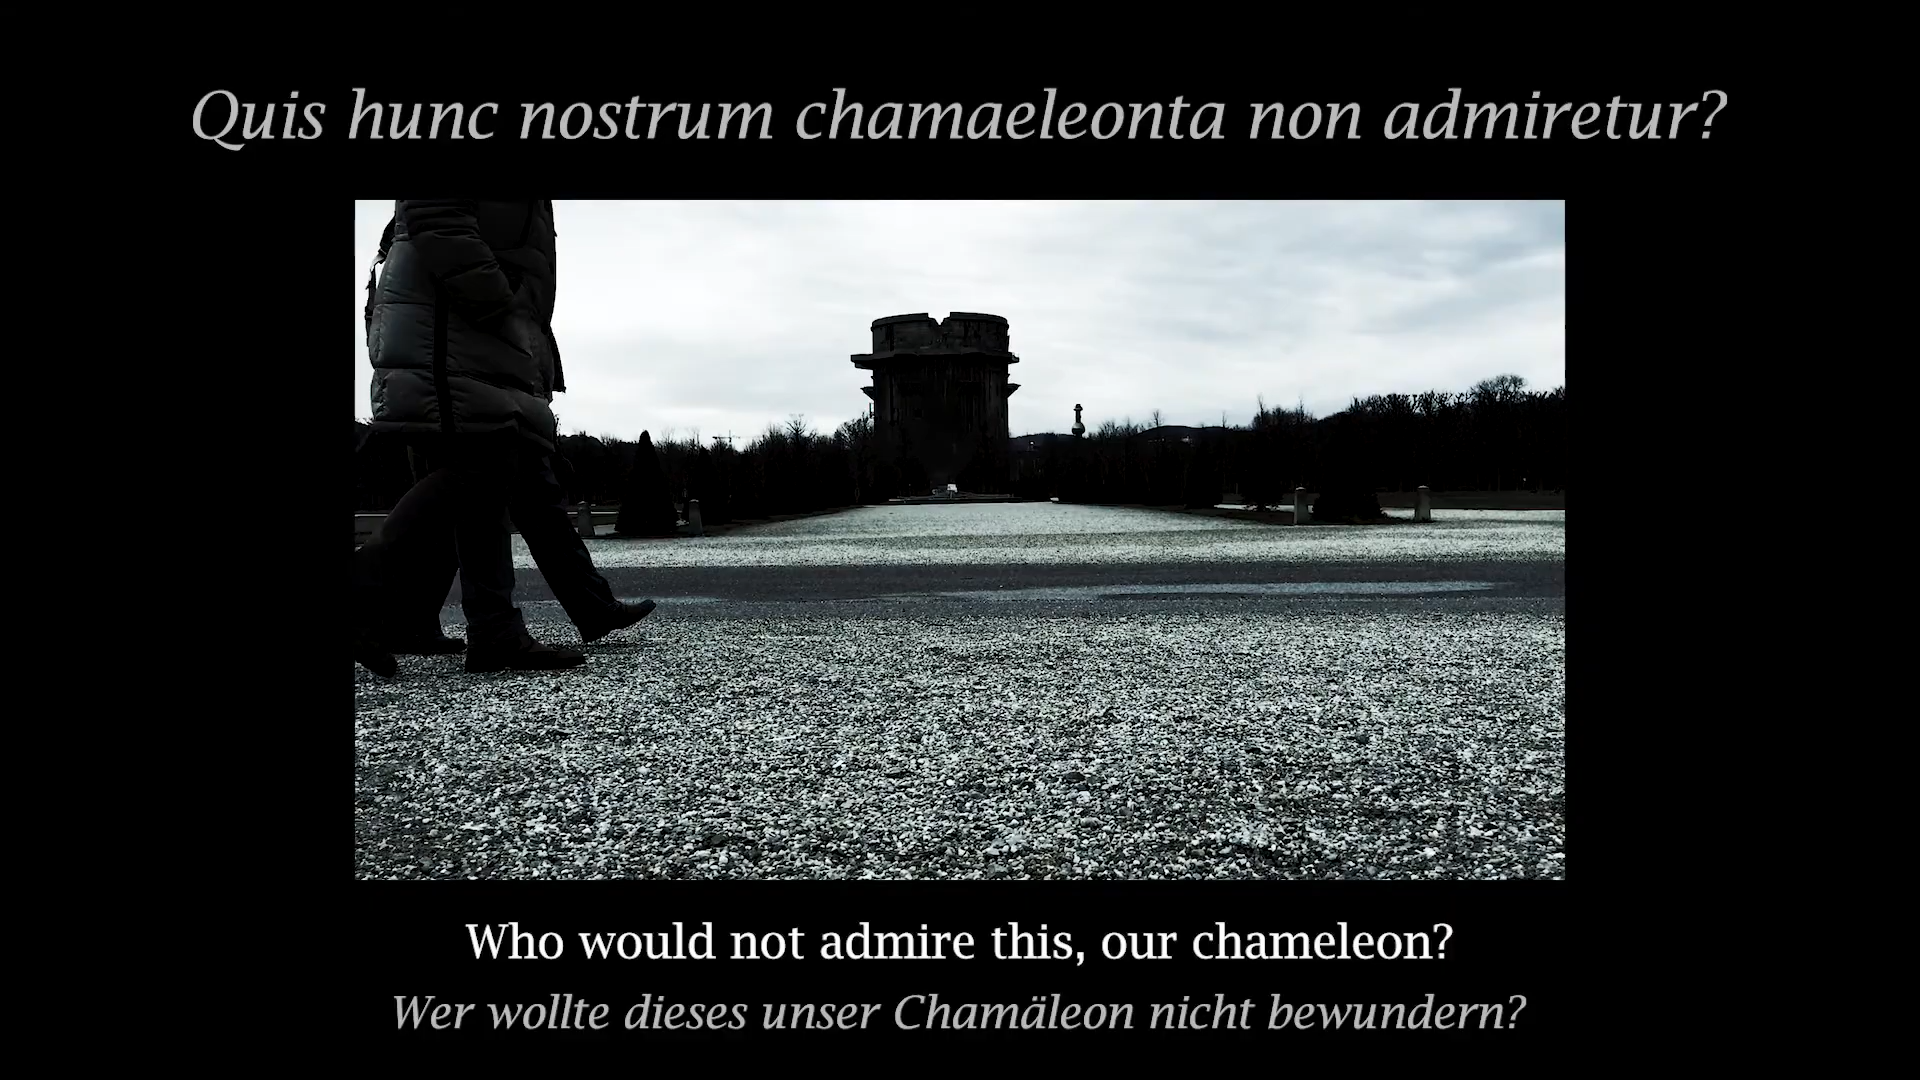 Quis hunc nostrum chamaeleonta non admiretur?
Who would not admire this, our chameleon?
Wer wollte dieses unser Chamäleon nicht bewundern?